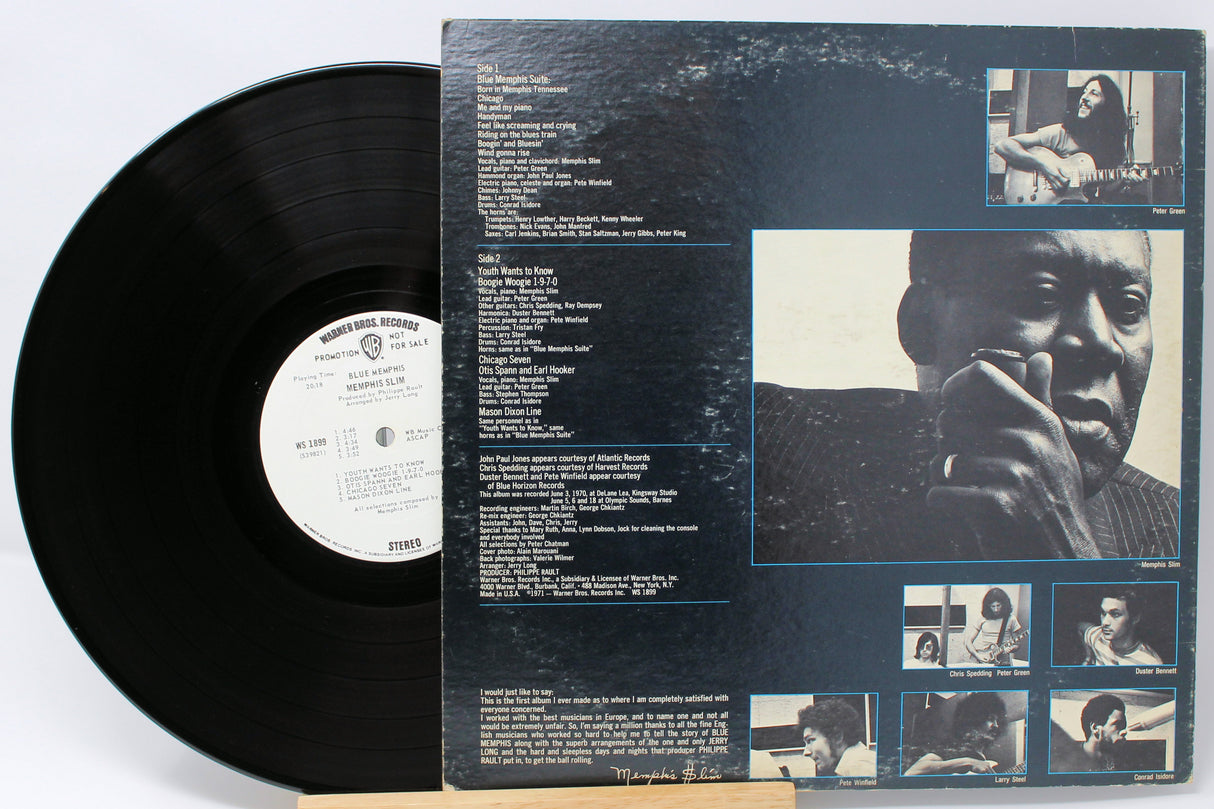 WARNER BROS. RECORDS
WB
PROMOTION NOT FOR SALE
Playing Time:
20:18
BLUE MEMPHIS
MEMPHIS SLIM
Produced by Philippe Rault
Arranged by Jerry Long
WS 1899
(S39821)
1. 4:46
2. 3:17
3. 4:34
4. 3:49
5. 3:52
WB Music C
ASCAP
1. YOUTH WANTS TO KNOW
2. BOOGIE WOOGIE 1-9-7-0
3. OTIS SPANN AND EARL HOOK
4. CHICAGO SEVEN
5. MASON DIXON LINE
All selections composed by
Memphis Slim
STEREO
WARNER BROS. RECORDS INC., A SUBSIDIARY AND LICENSEE OF
Side 1
Blue Memphis Suite:
Born in Memphis Tennessee
Chicago
Me and my piano
Handyman
Feel like screaming and crying
Riding on the blues train
Boogin' and Bluesin'
Wind gonna rise
Vocals, piano and clavichord: Memphis Slim
Lead guitar: Peter Green
Hammond organ: John Paul Jones
Electric piano, celeste and organ: Pete Winfield
Chimes: Johnny Dean
Bass: Larry Steel
Drums: Conrad Isidore
The horns are:
Trumpets: Henry Lowther, Harry Beckett, Kenny Wheeler
Trombones: Nick Evans, John Manfred
Saxes: Carl Jenkins, Brian Smith, Stan Saltzman, Jerry Gibbs, Peter King
Side 2
Youth Wants to Know
Boogie Woogie 1-9-7-0
Vocals, piano: Memphis Slim
Lead guitar: Peter Green
Other guitars: Chris Spedding, Ray Dempsey
Harmonica: Duster Bennett
Electric piano and organ: Pete Winfield
Percussion: Tristan Fry
Bass: Larry Steel
Drums: Conrad Isidore
Horns: same as in "Blue Memphis Suite"
Chicago Seven
Otis Spann and Earl Hooker
Vocals, piano: Memphis Slim
Lead guitar: Peter Green
Bass: Stephen Thompson
Drums: Conrad Isidore
Mason Dixon Line
Same personnel as in
"Youth Wants to Know," same
horns as in "Blue Memphis Suite"
John Paul Jones appears courtesy of Atlantic Records
Chris Spedding appears courtesy of Harvest Records
Duster Bennett and Pete Winfield appear courtesy
of Blue Horizon Records
This album was recorded June 3, 1970, at DeLane Lea, Kingsway Studio
June 5, 6 and 18 at Olympic Sounds, Barnes
Recording engineers: Martin Birch, George Chkiantz
Re-mix engineer: George Chkiantz
Assistants: John, Dave, Chris, Jerry
Special thanks to Mary Ruth, Anna, Lynn Dobson, Jock for cleaning the console
and everybody involved
All selections by Peter Chatman
Cover photo: Alain Marouani
Back photographs: Valerie Wilmer
Arranger: Jerry Long
PRODUCER: PHILIPPE RAULT
Warner Bros. Records Inc., a Subsidiary & Licensee of Warner Bros. Inc.
4000 Warner Blvd., Burbank, Calif. • 488 Madison Ave., New York, N.Y.
Made in U.S.A. ©1971 — Warner Bros. Records Inc. WS 1899
I would just like to say:
This is the first album I ever made as to where I am completely satisfied with
everyone concerned.
I worked with the best musicians in Europe, and to name one and not all
would be extremely unfair. So, I'm saying a million thanks to all the fine Eng-
lish musicians who worked so hard to help me to tell the story of BLUE
MEMPHIS along with the superb arrangements of the one and only JERRY
LONG and the hard and sleepless days and nights that producer PHILIPPE
RAULT put in, to get the ball rolling.
Memphis Slim
Peter Green
Memphis Slim
Chris Spedding Peter Green
Duster Bennett
Pete Winfield
Larry Steel
Conrad Isidore